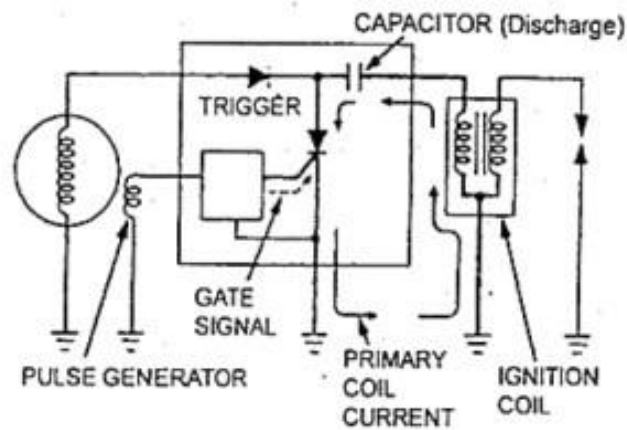 CAPACITOR (Discharge)
TRIGGER
GATE
SIGNAL
PULSE GENERATOR
PRIMARY
COIL
CURRENT
IGNITION
COIL